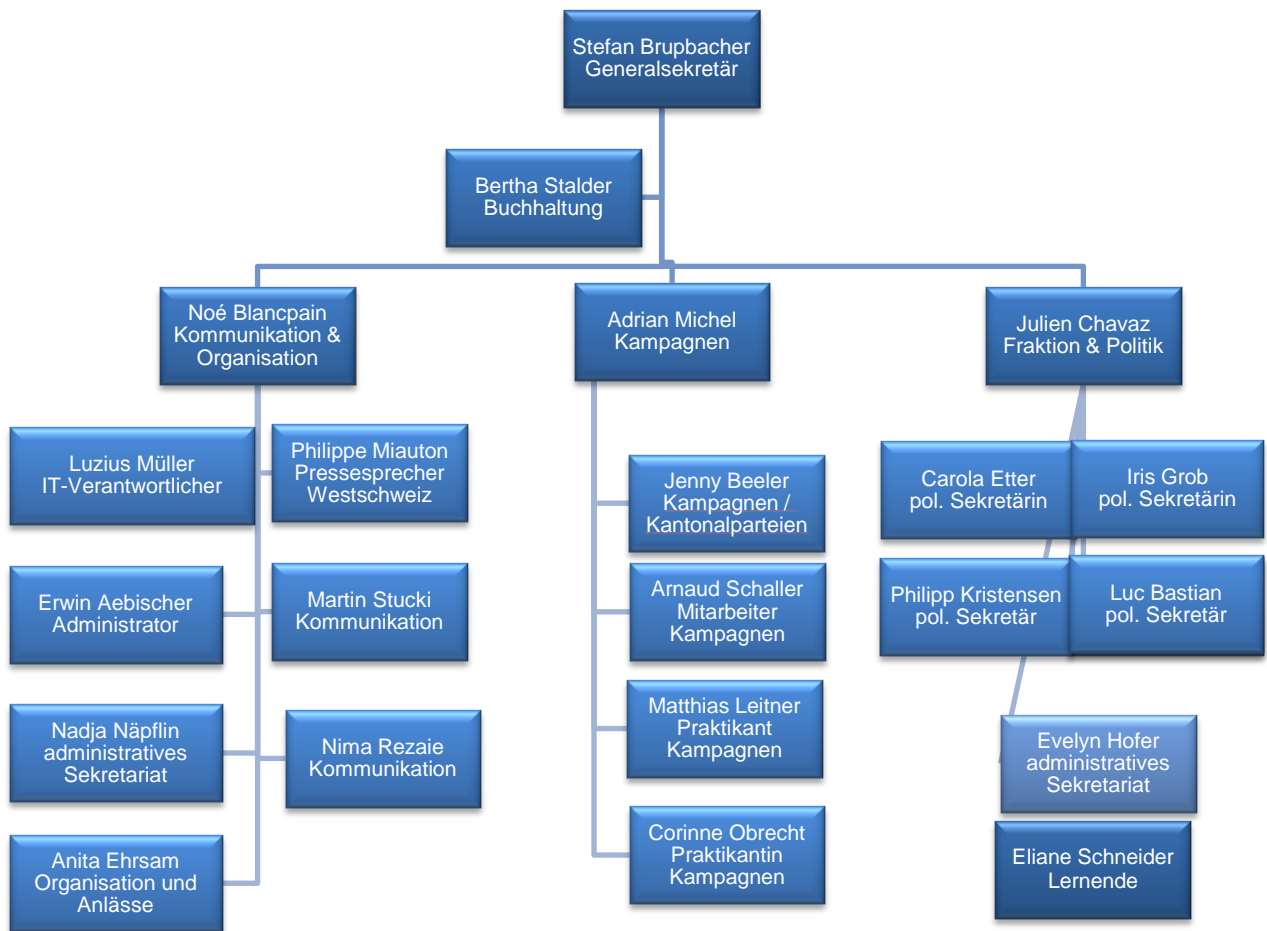 Stefan Brupbacher
Generalsekretär
Bertha Stalder
Buchhaltung
Noé Blancpain
Kommunikation &
Organisation
Adrian Michel
Kampagnen
Julien Chavaz
Fraktion & Politik
Luzius Müller
IT-Verantwortlicher
Philippe Miauton
Pressesprecher
Westschweiz
Erwin Aebischer
Administrator
Martin Stucki
Kommunikation
Nadja Näpflin
administratives
Sekretariat
Nima Rezaie
Kommunikation
Anita Ehrsam
Organisation und
Anlässe
Jenny Beeler
Kampagnen /
Kantonalparteien
Arnaud Schaller
Mitarbeiter
Kampagnen
Matthias Leitner
Praktikant
Kampagnen
Corinne Obrecht
Praktikantin
Kampagnen
Carola Etter
pol. Sekretärin
Iris Grob
pol. Sekretärin
Philipp Kristensen
pol. Sekretär
Luc Bastian
pol. Sekretär
Evelyn Hofer
administratives
Sekretariat
Eliane Schneider
Lernende